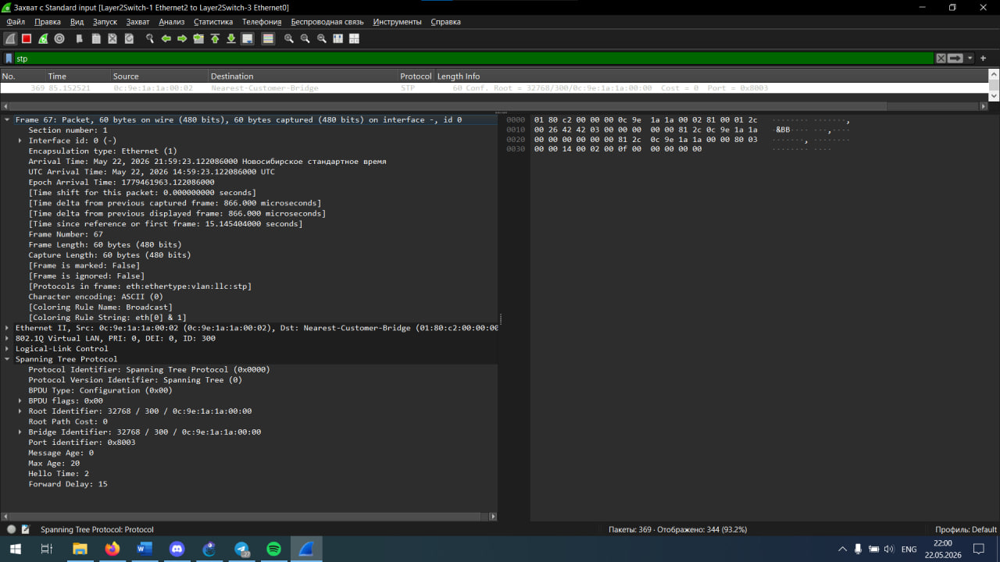 Захват с Standard input [Layer2Switch-1 Ethernet2 to Layer2Switch-3 Ethernet0]
Файл Правка Вид Запуск Захват Анализ Статистика Телефония Беспроводная связь Инструменты Справка
stp
No. Time Source Destination Protocol Length Info
369 85.152521 0c:9e:1a:1a:00:02 Nearest-Customer-Bridge STP 60 Conf. Root = 32768/300/0c:9e:1a:1a:00:00 Cost = 0 Port = 0x8003
Frame 67: Packet, 60 bytes on wire (480 bits), 60 bytes captured (480 bits) on interface -, id 0
Section number: 1
Interface id: 0 (-)
Encapsulation type: Ethernet (1)
Arrival Time: May 22, 2026 21:59:23.122086000 Новосибирское стандартное время
UTC Arrival Time: May 22, 2026 14:59:23.122086000 UTC
Epoch Arrival Time: 1779461963.122086000
[Time shift for this packet: 0.000000000 seconds]
[Time delta from previous captured frame: 866.000 microseconds]
[Time delta from previous displayed frame: 866.000 microseconds]
[Time since reference or first frame: 15.145404000 seconds]
Frame Number: 67
Frame Length: 60 bytes (480 bits)
Capture Length: 60 bytes (480 bits)
[Frame is marked: False]
[Frame is ignored: False]
[Protocols in frame: eth:ethertype:vlan:llc:stp]
Character encoding: ASCII (0)
[Coloring Rule Name: Broadcast]
[Coloring Rule String: eth[0] & 1]
Ethernet II, Src: 0c:9e:1a:1a:00:02 (0c:9e:1a:1a:00:02), Dst: Nearest-Customer-Bridge (01:80:c2:00:00:00
802.1Q Virtual LAN, PRI: 0, DEI: 0, ID: 300
Logical-Link Control
Spanning Tree Protocol
Protocol Identifier: Spanning Tree Protocol (0x0000)
Protocol Version Identifier: Spanning Tree (0)
BPDU Type: Configuration (0x00)
BPDU flags: 0x00
Root Identifier: 32768 / 300 / 0c:9e:1a:1a:00:00
Root Path Cost: 0
Bridge Identifier: 32768 / 300 / 0c:9e:1a:1a:00:00
Port identifier: 0x8003
Message Age: 0
Max Age: 20
Hello Time: 2
Forward Delay: 15
0000 01 80 c2 00 00 00 0c 9e 1a 1a 00 02 81 00 01 2c ········ ·······,
0010 00 26 42 42 03 00 00 00 00 00 81 2c 0c 9e 1a 1a ·&BB···· ···,····
0020 00 00 00 00 00 00 81 2c 0c 9e 1a 1a 00 00 80 03 ·······, ········
0030 00 00 14 00 02 00 0f 00 00 00 00 00 ········ ····
Spanning Tree Protocol: Protocol
Пакеты: 369 · Отображено: 344 (93.2%)
Профиль: Default
ENG
22:00
22.05.2026